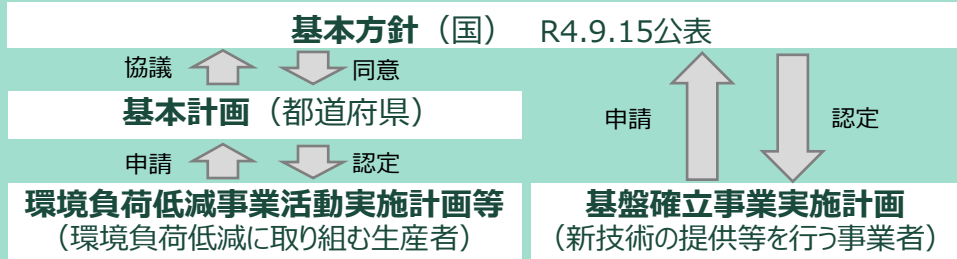 基本方針（国） R4.9.15公表
協議 同意
基本計画（都道府県）
申請 認定
申請 認定
環境負荷低減事業活動実施計画等
（環境負荷低減に取り組む生産者）
基盤確立事業実施計画
（新技術の提供等を行う事業者）